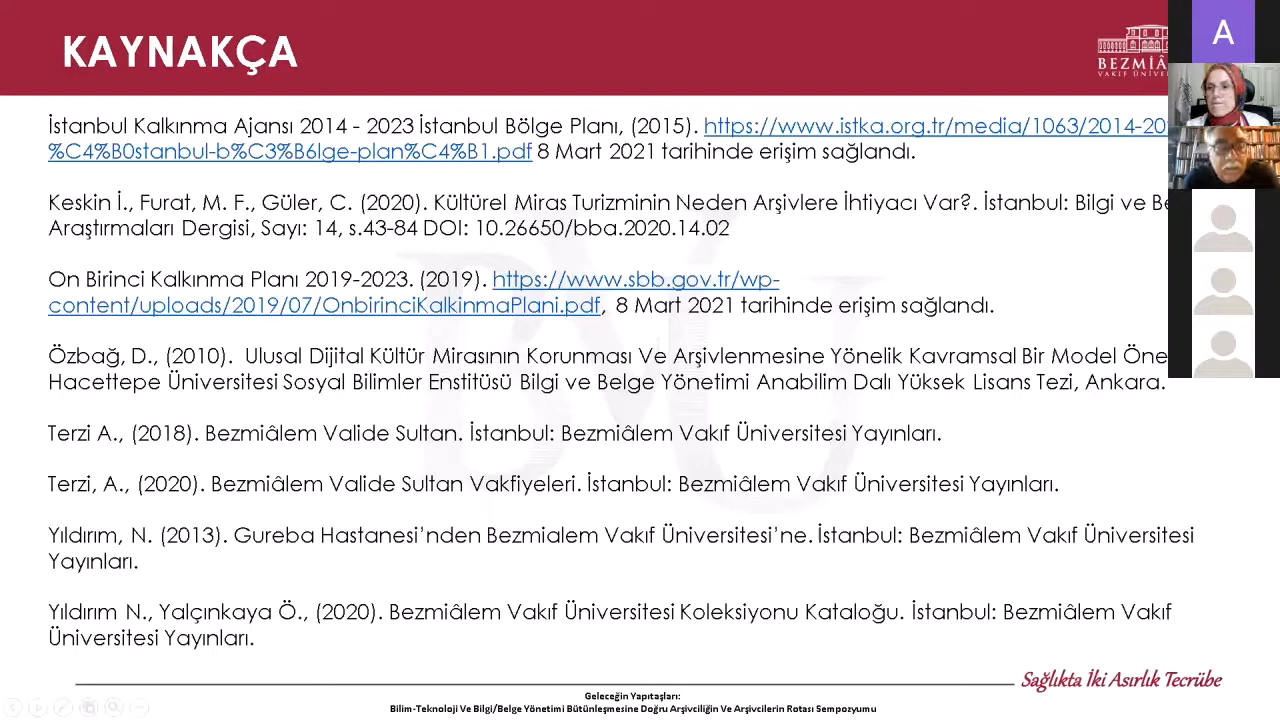 KAYNAKÇA
A
BEZMİÂ
VAKIF ÜNİVE
İstanbul Kalkınma Ajansı 2014 - 2023 İstanbul Bölge Planı, (2015). https://www.istka.org.tr/media/1063/2014-20
%C4%B0stanbul-b%C3%B6lge-plan%C4%B1.pdf 8 Mart 2021 tarihinde erişim sağlandı.
Keskin İ., Furat, M. F., Güler, C. (2020). Kültürel Miras Turizminin Neden Arşivlere İhtiyacı Var?. İstanbul: Bilgi ve Be
Araştırmaları Dergisi, Sayı: 14, s.43-84 DOI: 10.26650/bba.2020.14.02
On Birinci Kalkınma Planı 2019-2023. (2019). https://www.sbb.gov.tr/wp-
content/uploads/2019/07/OnbirinciKalkinmaPlani.pdf, 8 Mart 2021 tarihinde erişim sağlandı.
Özbağ, D., (2010). Ulusal Dijital Kültür Mirasının Korunması Ve Arşivlenmesine Yönelik Kavramsal Bir Model Öne
Hacettepe Üniversitesi Sosyal Bilimler Enstitüsü Bilgi ve Belge Yönetimi Anabilim Dalı Yüksek Lisans Tezi, Ankara.
Terzi A., (2018). Bezmiâlem Valide Sultan. İstanbul: Bezmiâlem Vakıf Üniversitesi Yayınları.
Terzi, A., (2020). Bezmiâlem Valide Sultan Vakfiyeleri. İstanbul: Bezmiâlem Vakıf Üniversitesi Yayınları.
Yıldırım, N. (2013). Gureba Hastanesi'nden Bezmialem Vakıf Üniversitesi'ne. İstanbul: Bezmiâlem Vakıf Üniversitesi
Yayınları.
Yıldırım N., Yalçınkaya Ö., (2020). Bezmiâlem Vakıf Üniversitesi Koleksiyonu Kataloğu. İstanbul: Bezmiâlem Vakıf
Üniversitesi Yayınları.
Sağlıkta İki Asırlık Tecrübe
Geleceğin Yapıtaşları:
Bilim-Teknoloji Ve Bilgi/Belge Yönetimi Bütünleşmesine Doğru Arşivciliğin Ve Arşivcilerin Rotası Sempozyumu